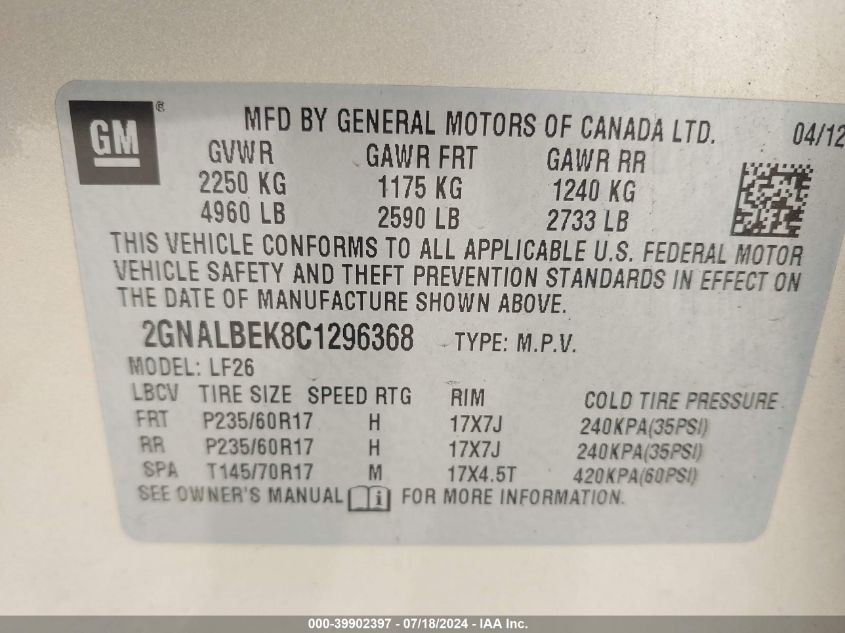 GM ®
MFD BY GENERAL MOTORS OF CANADA LTD. 04/12
GVWR GAWR FRT GAWR RR
2250 KG 1175 KG 1240 KG
4960 LB 2590 LB 2733 LB
THIS VEHICLE CONFORMS TO ALL APPLICABLE U.S. FEDERAL MOTOR
VEHICLE SAFETY AND THEFT PREVENTION STANDARDS IN EFFECT ON
THE DATE OF MANUFACTURE SHOWN ABOVE.
2GNALBEK8C1296368 TYPE: M.P.V.
MODEL: LF26
LBCV TIRE SIZE SPEED RTG RIM COLD TIRE PRESSURE
FRT P235/60R17 H 17X7J 240KPA(35PSI)
RR P235/60R17 H 17X7J 240KPA(35PSI)
SPA T145/70R17 M 17X4.5T 420KPA(60PSI)
SEE OWNER'S MANUAL i FOR MORE INFORMATION.
000-39902397 - 07/18/2024 - IAA Inc.